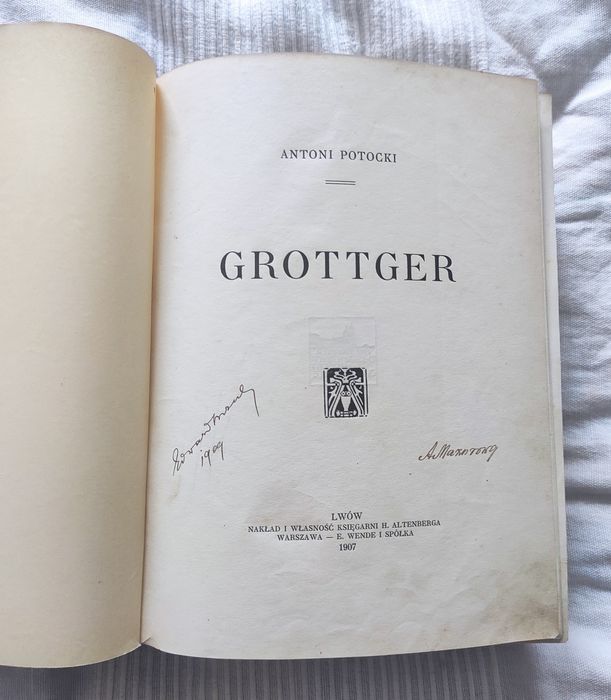 ANTONI POTOCKI
GROTTGER
1909
LWÓW
NAKŁAD I WŁASNOŚĆ KSIĘGARNI H. ALTENBERGA
WARSZAWA — E. WENDE I SPÓŁKA
1907